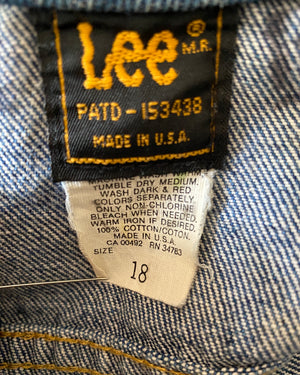 Lee ®
M.R.
PATD - 153438
MADE IN U.S.A.
TUMBLE DRY MEDIUM.
WASH DARK & RED
COLORS SEPARATELY.
ONLY NON-CHLORINE
BLEACH WHEN NEEDED.
WARM IRON IF DESIRED.
100% COTTON/COTON.
MADE IN U.S.A.
CA 00492 RN 34783
SIZE
18